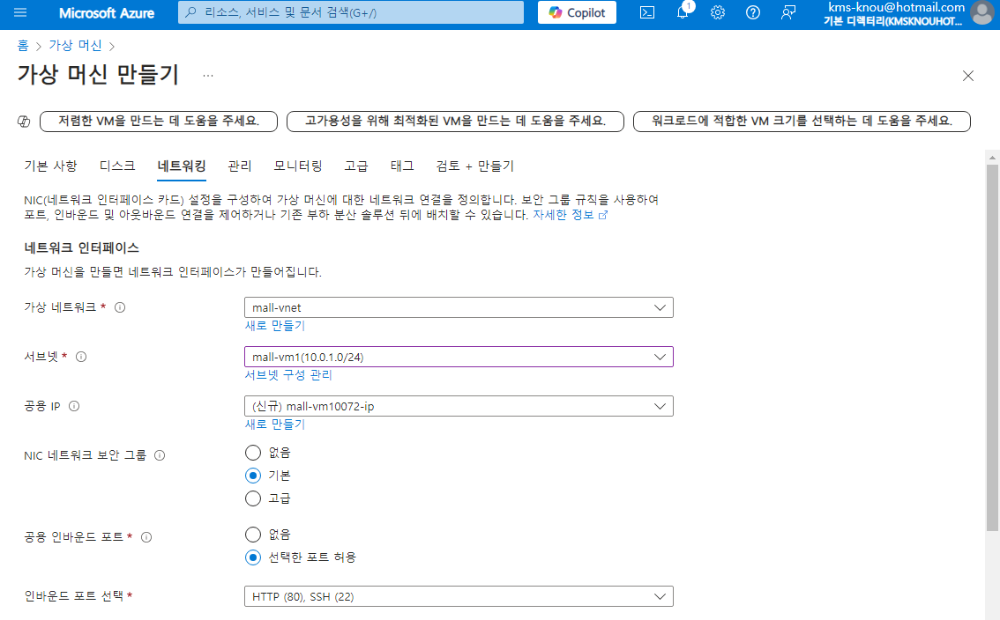 Microsoft Azure
리소스, 서비스 및 문서 검색(G+/)
Copilot
1
kms-knou@hotmail.com
기본 디렉터리(KMSKNOUHOT...
홈 > 가상 머신 >
가상 머신 만들기 ...
저렴한 VM을 만드는 데 도움을 주세요.
고가용성을 위해 최적화된 VM을 만드는 데 도움을 주세요.
워크로드에 적합한 VM 크기를 선택하는 데 도움을 주세요.
기본 사항 디스크 네트워킹 관리 모니터링 고급 태그 검토 + 만들기
NIC(네트워크 인터페이스 카드) 설정을 구성하여 가상 머신에 대한 네트워크 연결을 정의합니다. 보안 그룹 규칙을 사용하여
포트, 인바운드 및 아웃바운드 연결을 제어하거나 기존 부하 분산 솔루션 뒤에 배치할 수 있습니다. 자세한 정보
네트워크 인터페이스
가상 머신을 만들면 네트워크 인터페이스가 만들어집니다.
가상 네트워크 *
mall-vnet
새로 만들기
서브넷 *
mall-vm1(10.0.1.0/24)
서브넷 구성 관리
공용 IP
(신규) mall-vm10072-ip
새로 만들기
NIC 네트워크 보안 그룹
없음
기본
고급
공용 인바운드 포트 *
없음
선택한 포트 허용
인바운드 포트 선택 *
HTTP (80), SSH (22)